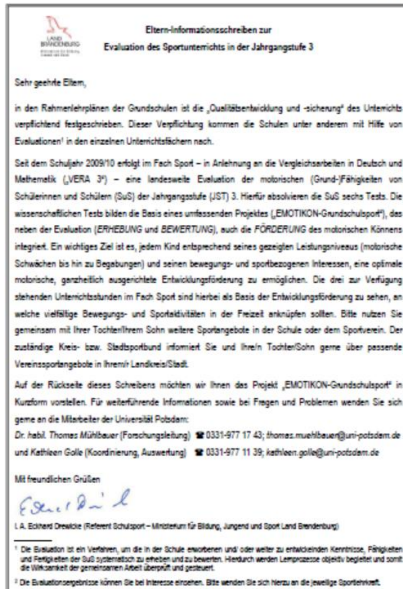 LAND
BRANDENBURG
Eltern-Informationsschreiben zur
Evaluation des Sportunterrichts in der Jahrgangstufe 3
Sehr geehrte Eltern,
in den Rahmenlehrplänen der Grundschulen ist die „Qualitätsentwicklung und -sicherung" des Unterrichts
verpflichtend festgeschrieben. Dieser Verpflichtung kommen die Schulen unter anderem mit Hilfe von
Evaluationen¹ in den einzelnen Unterrichtsfächern nach.
Seit dem Schuljahr 2009/10 erfolgt im Fach Sport – in Anlehnung an die Vergleichsarbeiten in Deutsch und
Mathematik („VERA 3") – eine landesweite Evaluation der motorischen (Grund-)Fähigkeiten von
Schülerinnen und Schülern (SuS) der Jahrgangsstufe (JST) 3. Hierfür absolvieren die SuS sechs Tests. Die
wissenschaftlichen Tests bilden die Basis eines umfassenden Projektes („EMOTIKON-Grundschulsport"), das
neben der Evaluation (ERHEBUNG und BEWERTUNG), auch die FÖRDERUNG des motorischen Könnens
integriert. Ein wichtiges Ziel ist es, jedem Kind entsprechend seines gezeigten Leistungsniveaus (motorische
Schwächen bis hin zu Begabungen) und seinen bewegungs- und sportbezogenen Interessen, eine optimale
motorische, ganzheitlich ausgerichtete Entwicklungsförderung zu ermöglichen. Die drei zur Verfügung
stehenden Unterrichtsstunden im Fach Sport sind hierbei als Basis der Entwicklungsförderung zu sehen, an
welche vielfältige Bewegungs- und Sportaktivitäten in der Freizeit anknüpfen sollten. Bitte nutzen Sie
gemeinsam mit Ihrer Tochter/Ihrem Sohn weitere Sportangebote in der Schule oder dem Sportverein. Der
zuständige Kreis- bzw. Stadtsportbund informiert Sie und Ihre/n Tochter/Sohn gerne über passende
Vereinssportangebote in Ihrem/r Landkreis/Stadt.
Auf der Rückseite dieses Schreibens möchten wir Ihnen das Projekt „EMOTIKON-Grundschulsport" in
Kurzform vorstellen. Für weiterführende Informationen sowie bei Fragen und Problemen wenden Sie sich
gerne an die Mitarbeiter der Universität Potsdam:
Dr. habil. Thomas Mühlbauer (Forschungsleitung) ☎ 0331-977 17 43; thomas.muehlbauer@uni-potsdam.de
und Kathleen Golle (Koordinierung, Auswertung) ☎ 0331-977 11 39; kathleen.golle@uni-potsdam.de
Mit freundlichen Grüßen
I. A. Eckhard Drewicke (Referent Schulsport – Ministerium für Bildung, Jugend und Sport Land Brandenburg)
¹ Die Evaluation ist ein Verfahren, um die in der Schule erworbenen und/ oder weiter zu entwickelnden Kenntnisse, Fähigkeiten
und Fertigkeiten der SuS systematisch zu erheben und zu bewerten. Hierdurch werden Lernprozesse objektiv begleitet und somit
die Wirksamkeit der gemeinsamen Arbeit überprüft und gesteuert.
² Die Evaluationsergebnisse können Sie bei Interesse einsehen. Bitte wenden Sie sich hierzu an die jeweilige Sportlehrkraft.